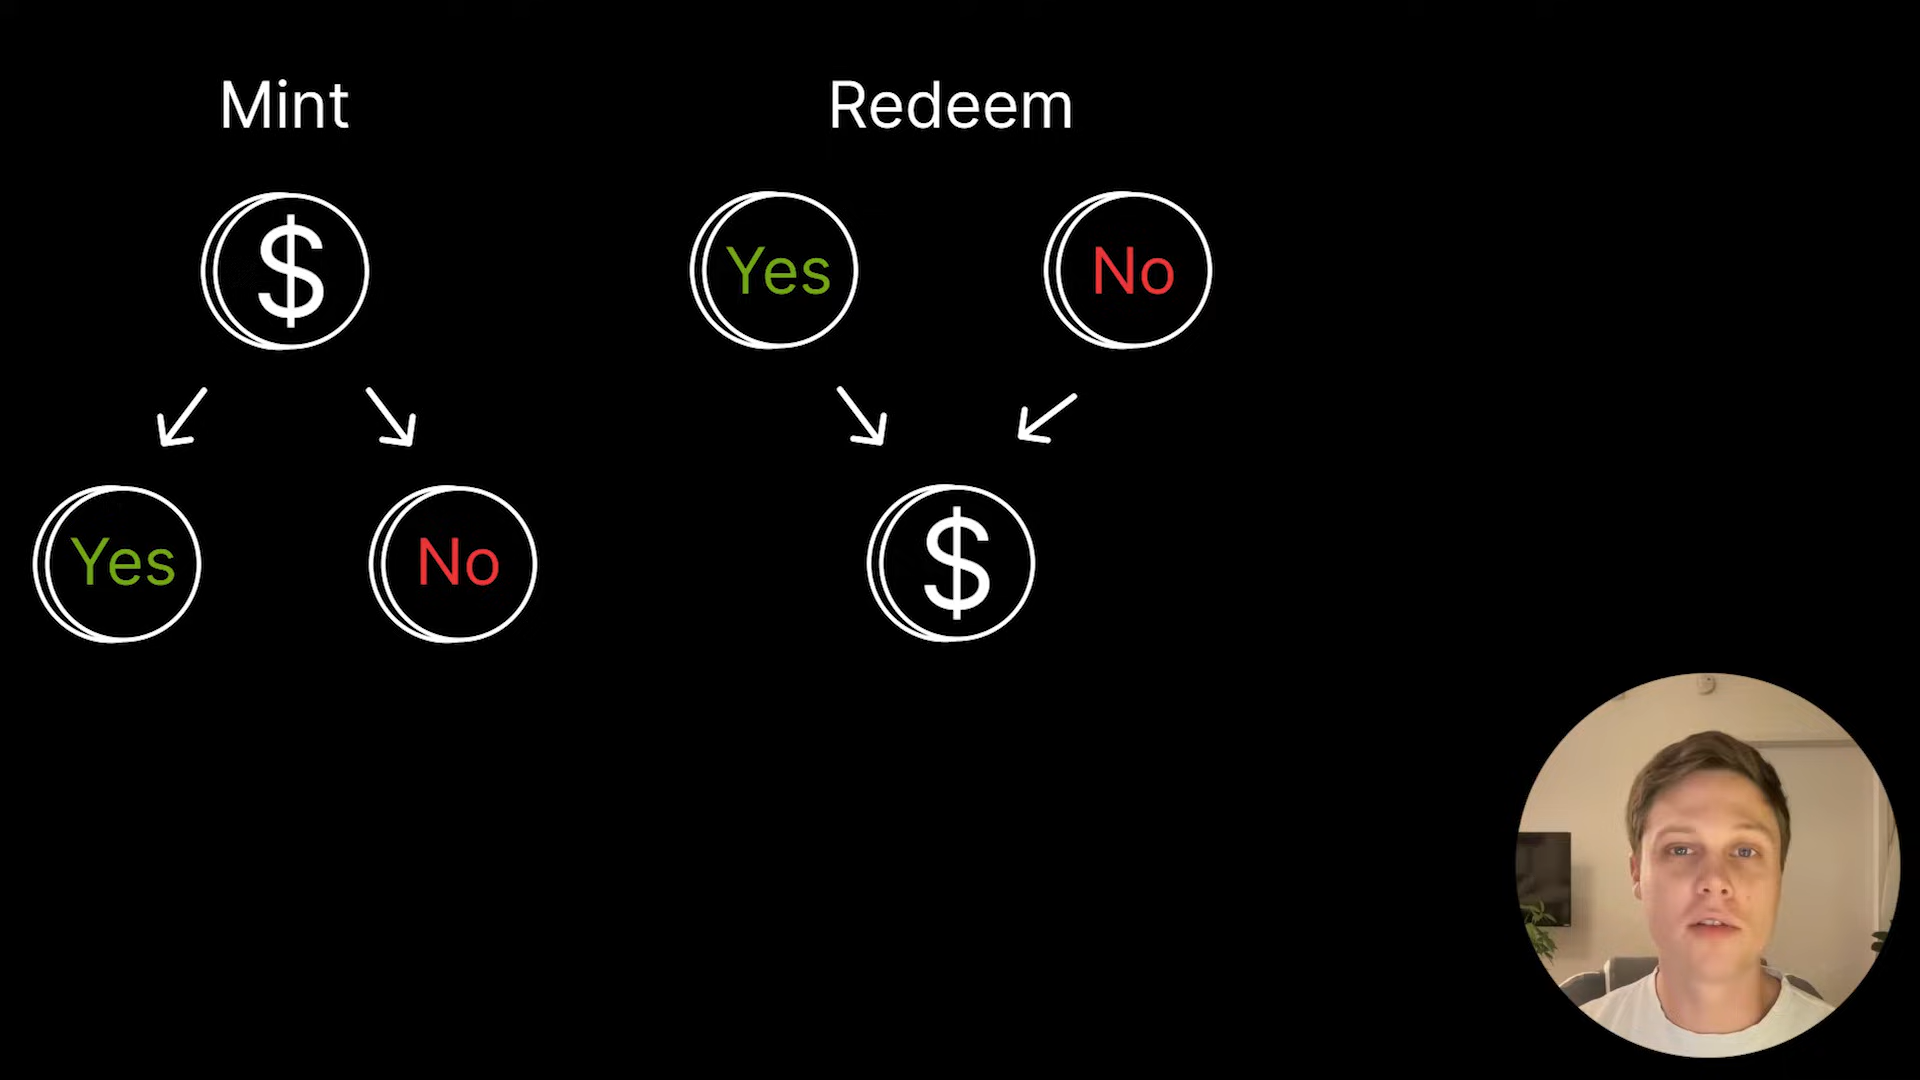 Mint
Redeem
$
Yes
No
Yes
No
$